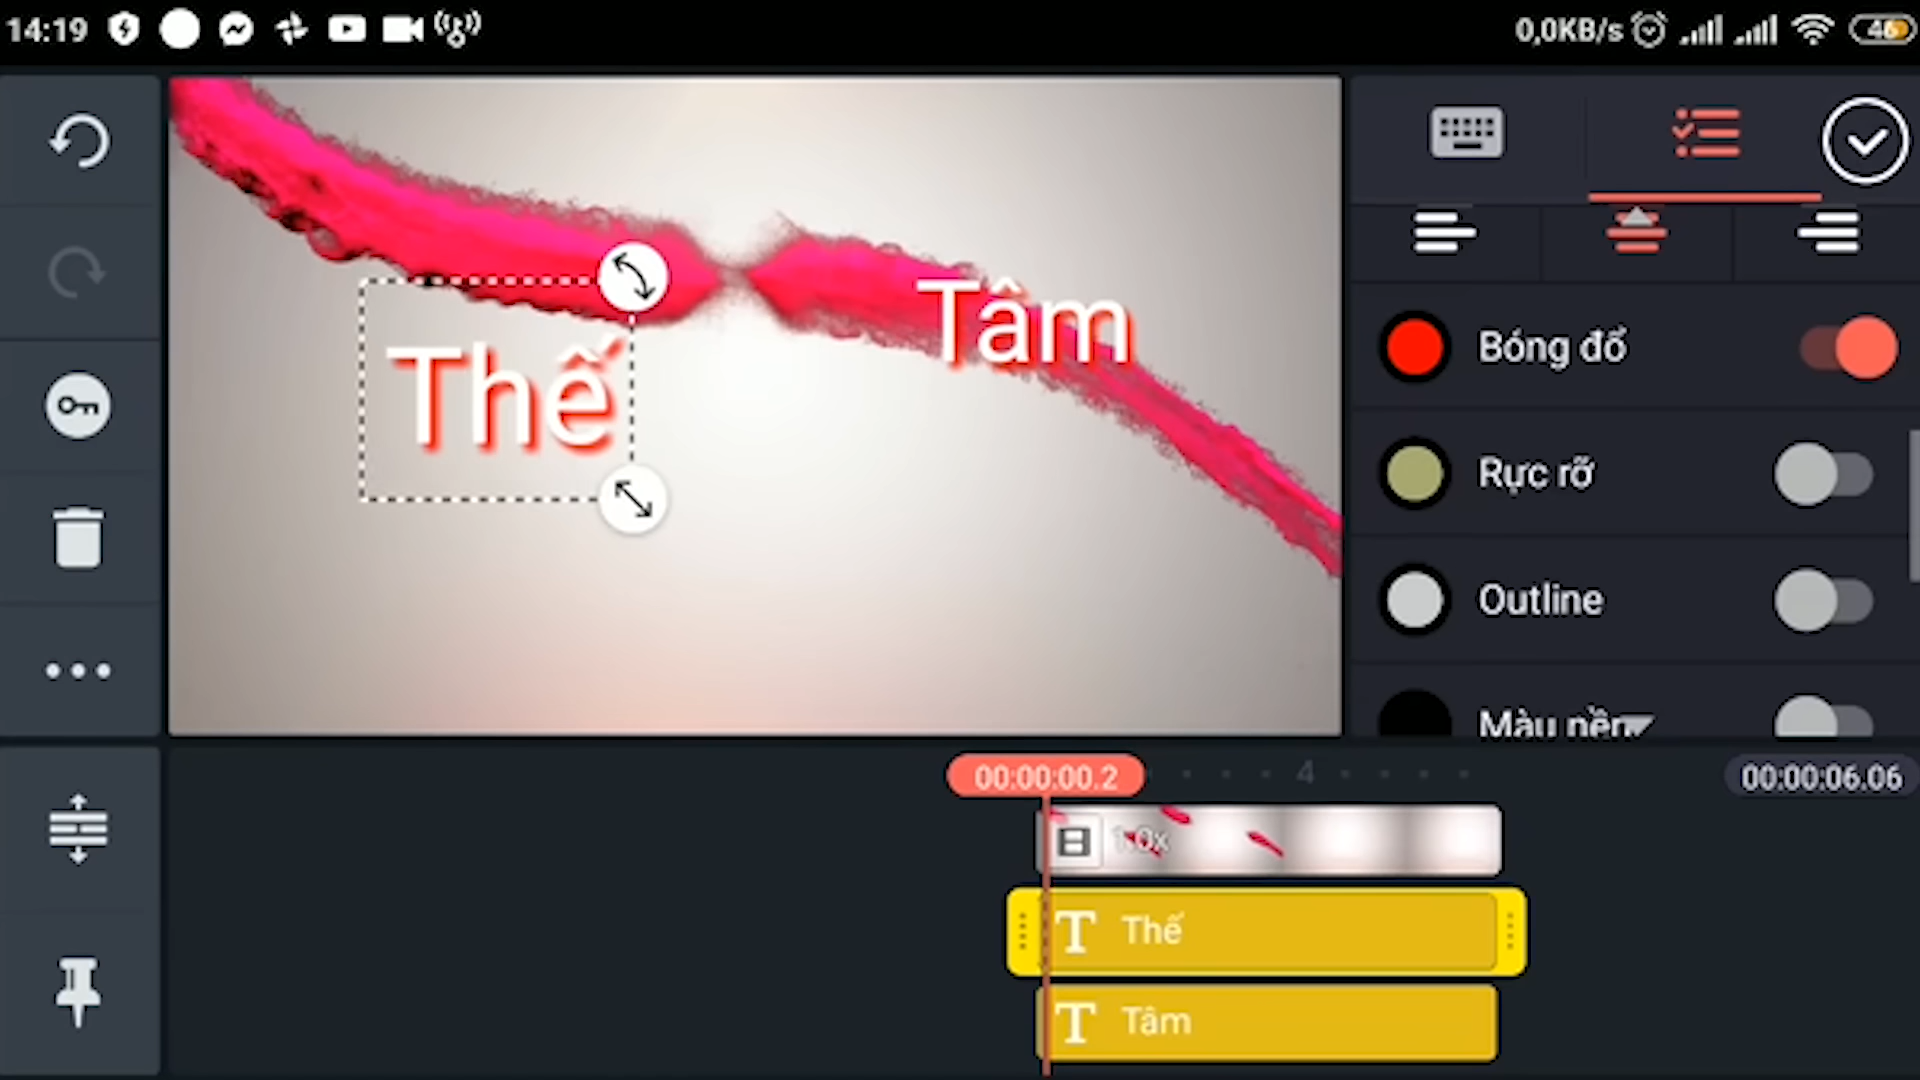 14:19
0,0KB/s
46
Thế
Tâm
Bóng đổ
Rực rỡ
Outline
Màu nền
00:00:00.2
4
00:00:06.06
1.0x
T Thế
T Tâm